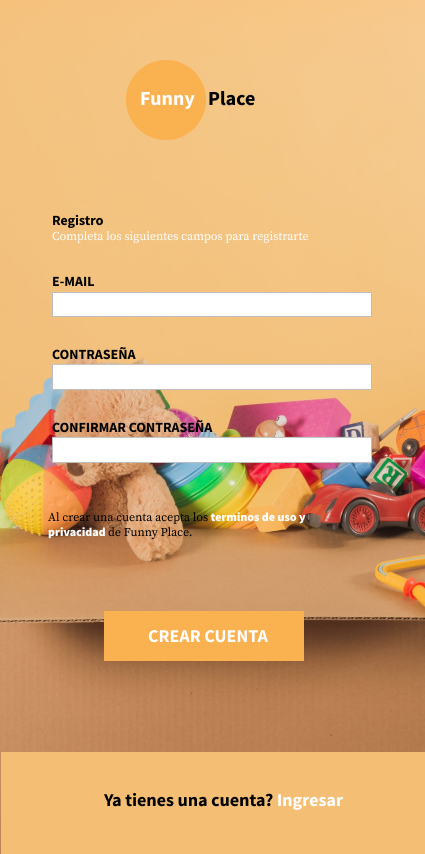 Funny Place
Registro
Completa los siguientes campos para registrarte
E-MAIL
CONTRASEÑA
CONFIRMAR CONTRASEÑA
Al crear una cuenta acepta los terminos de uso y
privacidad de Funny Place.
CREAR CUENTA
Ya tienes una cuenta? Ingresar